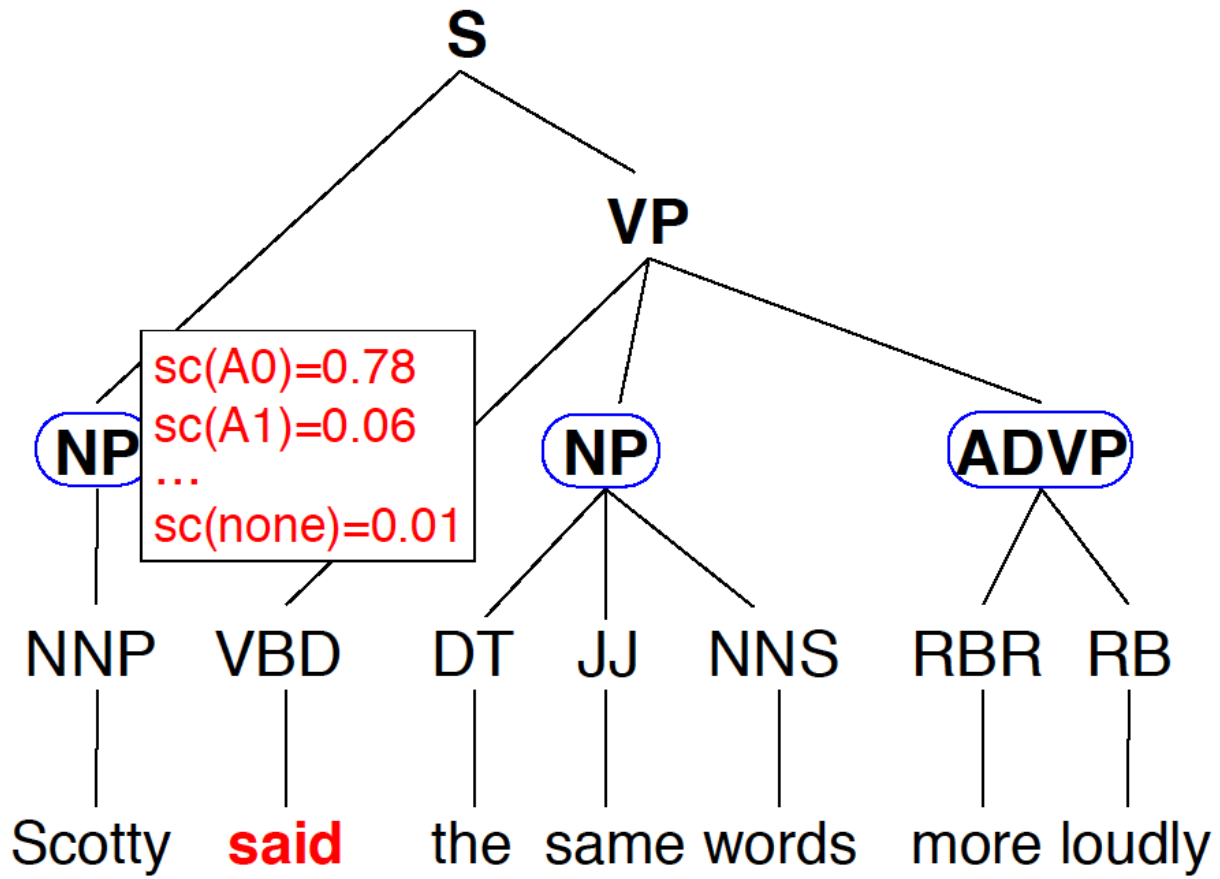 S
VP
sc(A0)=0.78
sc(A1)=0.06
...
sc(none)=0.01
NP NP ADVP
NNP VBD DT JJ NNS RBR RB
Scotty said the same words more loudly